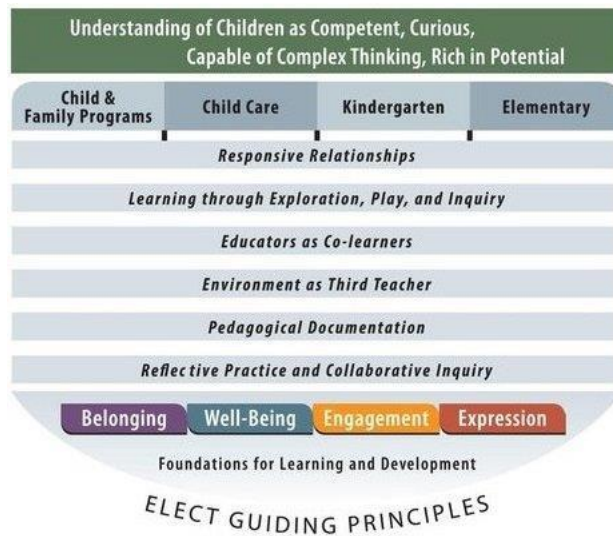 Understanding of Children as Competent, Curious,
Capable of Complex Thinking, Rich in Potential
Child &
Family Programs
Child Care
Kindergarten
Elementary
Responsive Relationships
Learning through Exploration, Play, and Inquiry
Educators as Co-learners
Environment as Third Teacher
Pedagogical Documentation
Reflective Practice and Collaborative Inquiry
Belonging
Well-Being
Engagement
Expression
Foundations for Learning and Development
ELECT GUIDING PRINCIPLES